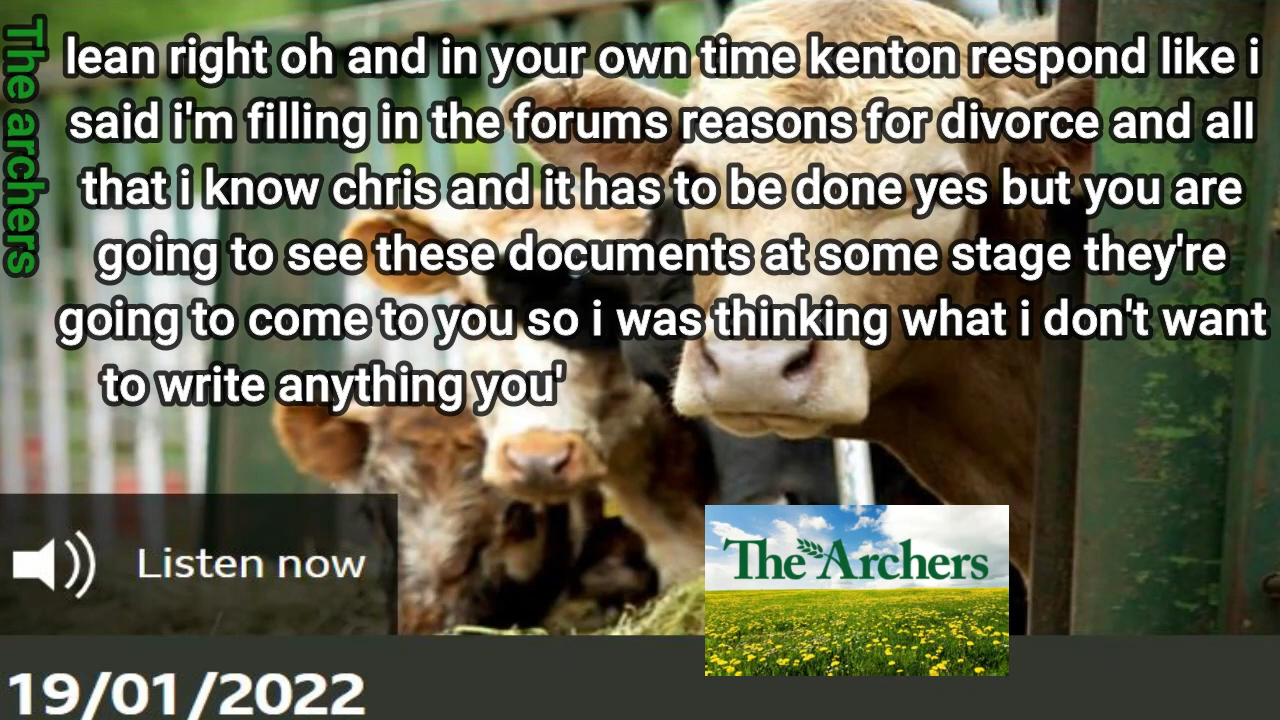 The archers
lean right oh and in your own time kenton respond like i
said i'm filling in the forums reasons for divorce and all
that i know chris and it has to be done yes but you are
going to see these documents at some stage they're
going to come to you so i was thinking what i don't want
to write anything you'
Listen now
The Archers
19/01/2022